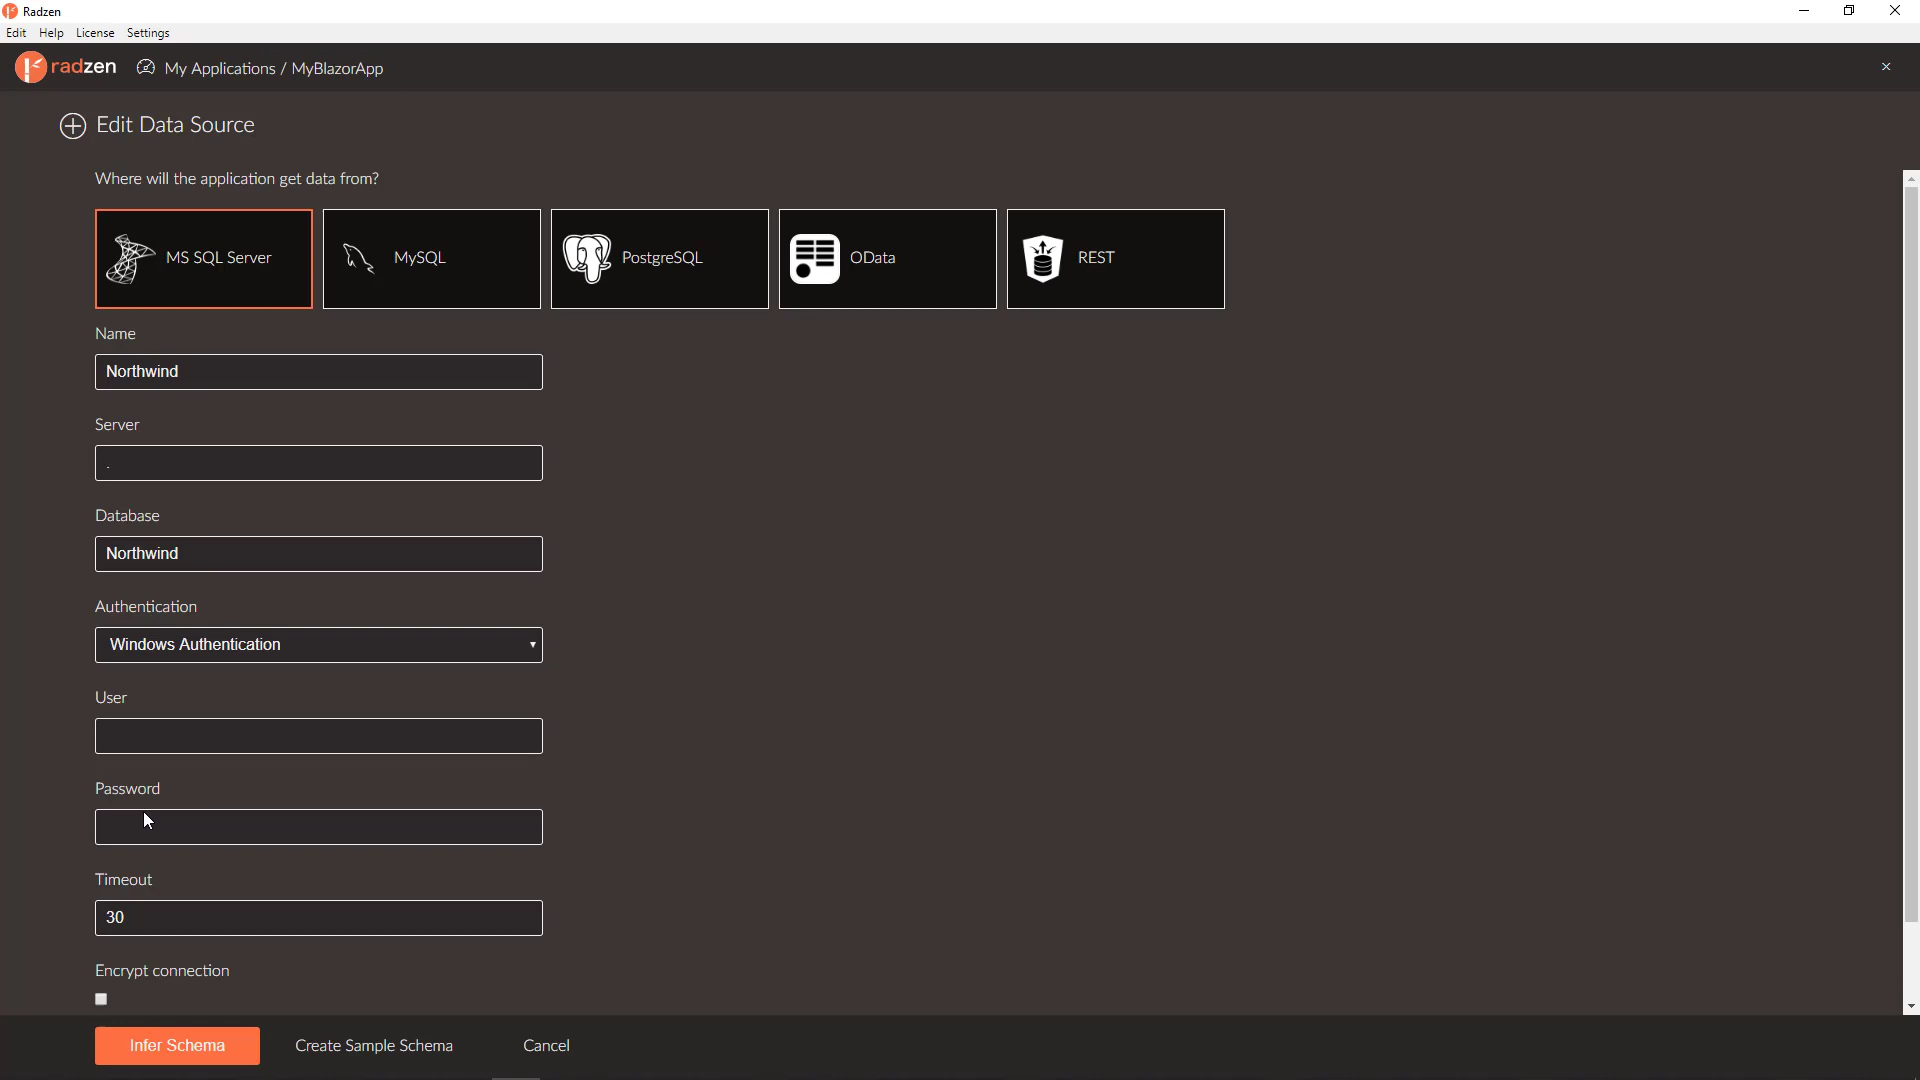 Radzen
Edit Help License Settings
radzen My Applications / MyBlazorApp
Edit Data Source
Where will the application get data from?
MS SQL Server MySQL PostgreSQL OData REST
Name
Northwind
Server
.
Database
Northwind
Authentication
Windows Authentication
User
Password
Timeout
30
Encrypt connection
Infer Schema Create Sample Schema Cancel